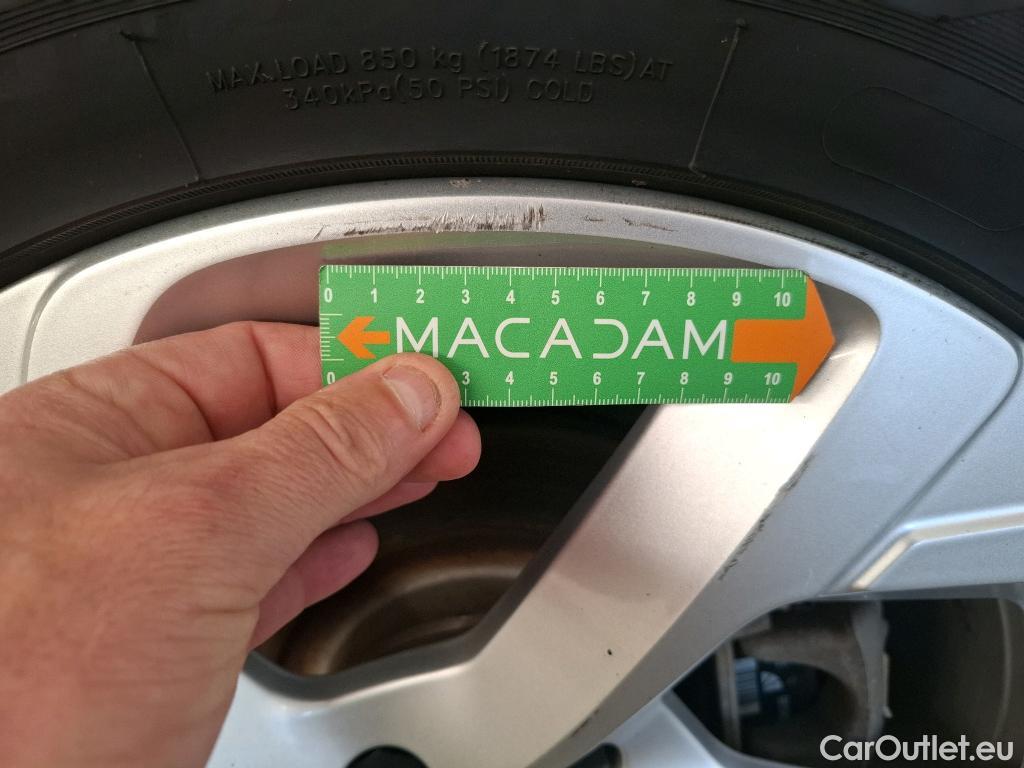 MAX. LOAD 850 kg (1874 LBS) AT
340kPa (50 PSI) COLD
0 1 2 3 4 5 6 7 8 9 10
MACADAM
0 3 4 5 6 7 8 9 10
CarOutlet.eu